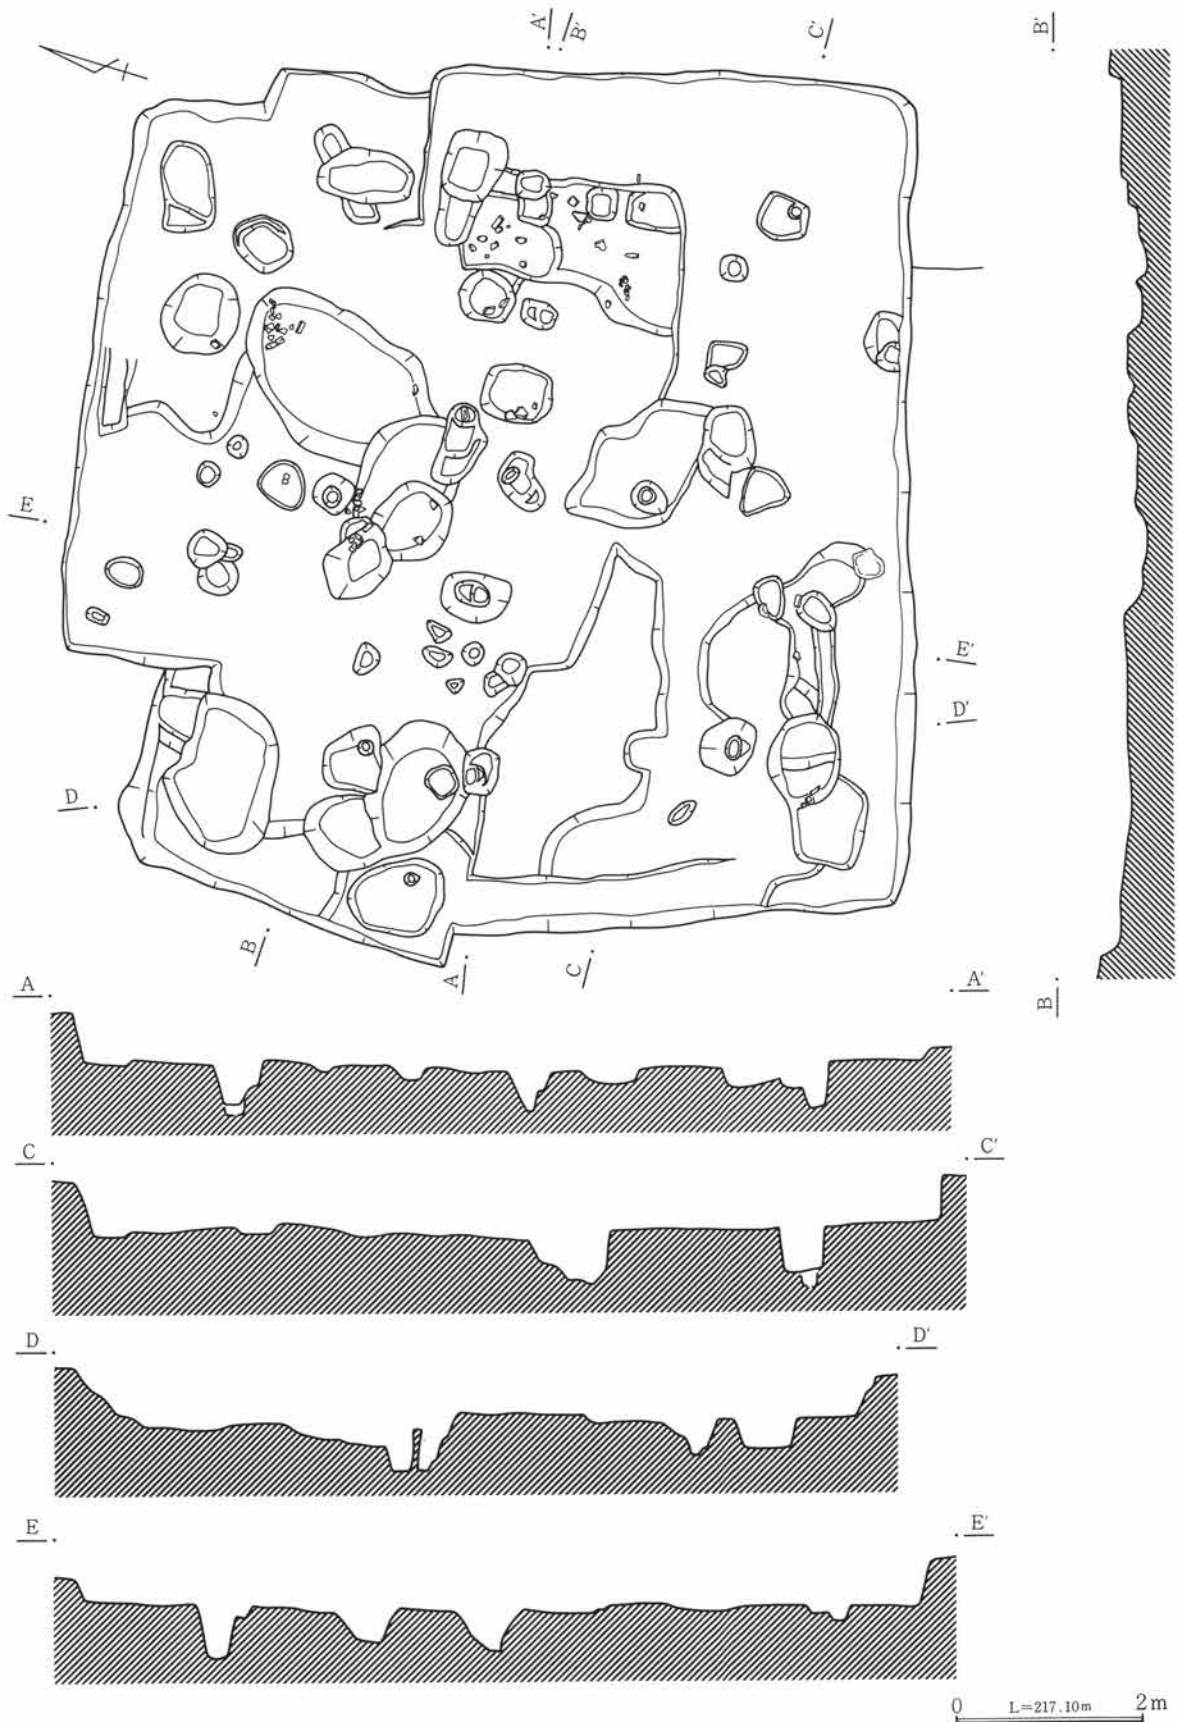 A' B' C' B'
E
E'
D'
D
B A C B
A A'
C C'
D D'
E E'
0 L=217.10m 2m